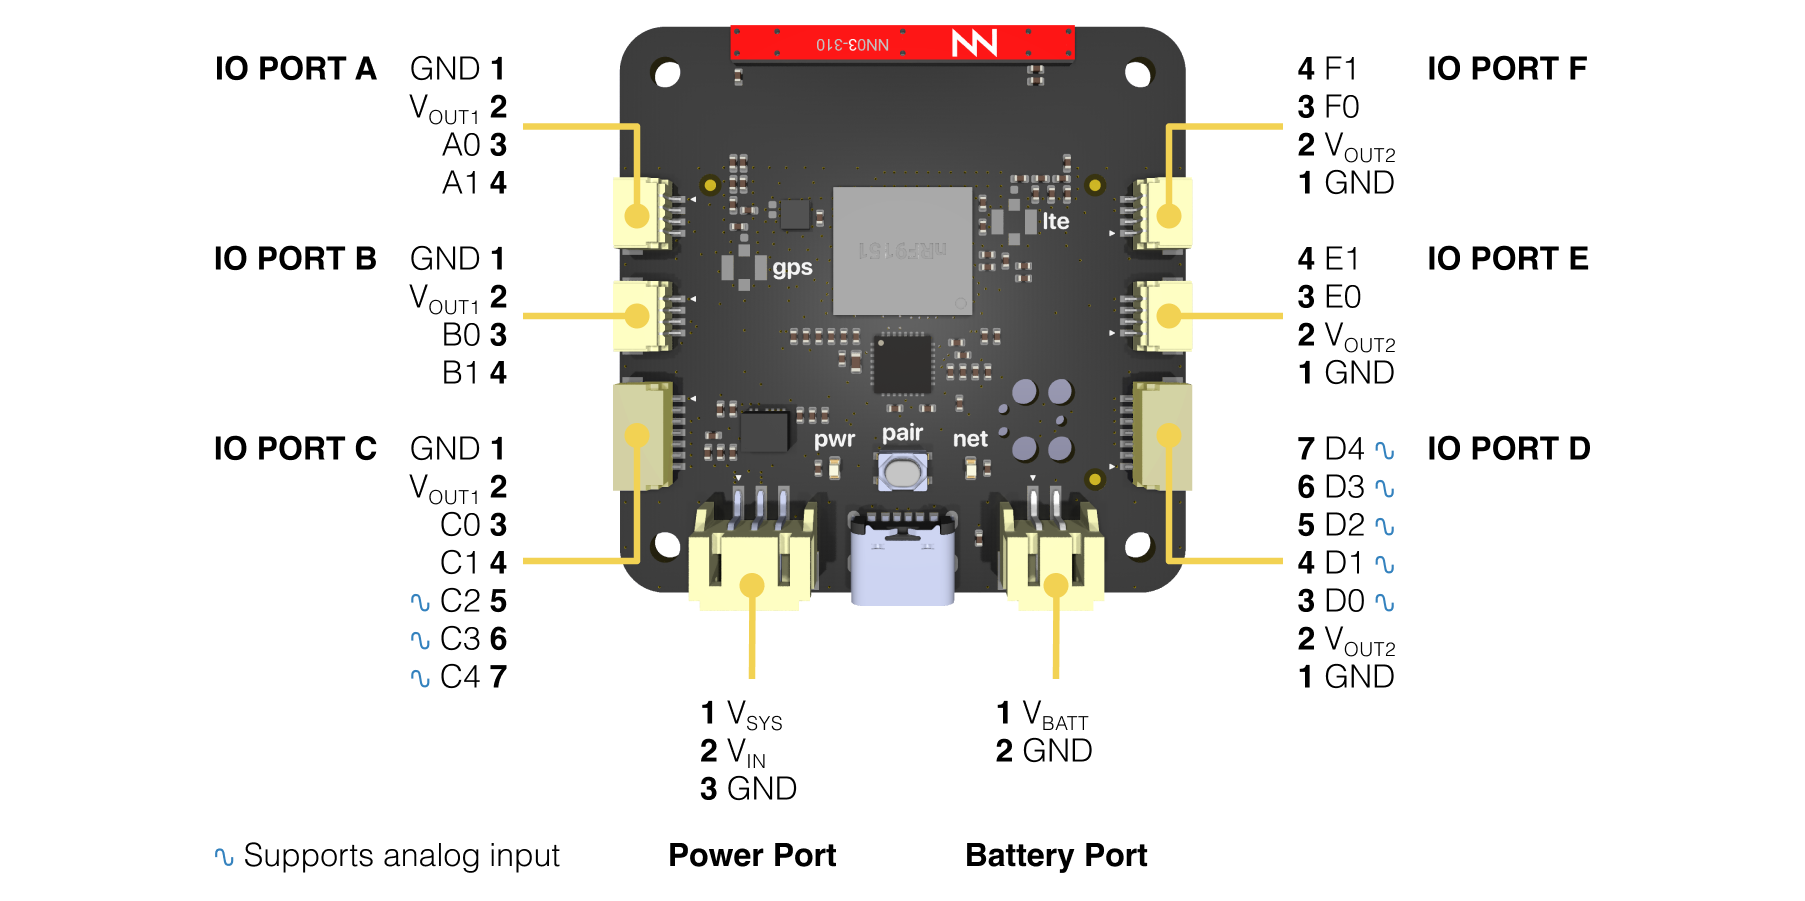 IO PORT A GND 1
VOUT1 2
A0 3
A1 4
IO PORT B GND 1
VOUT1 2
B0 3
B1 4
IO PORT C GND 1
VOUT1 2
C0 3
C1 4
∿ C2 5
∿ C3 6
∿ C4 7
NN03-310
gps
nRF9151
lte
pwr
pair
net
4 F1 IO PORT F
3 F0
2 VOUT2
1 GND
4 E1 IO PORT E
3 E0
2 VOUT2
1 GND
7 D4 ∿ IO PORT D
6 D3 ∿
5 D2 ∿
4 D1 ∿
3 D0 ∿
2 VOUT2
1 GND
1 VSYS
2 VIN
3 GND
Power Port
1 VBATT
2 GND
Battery Port
∿ Supports analog input